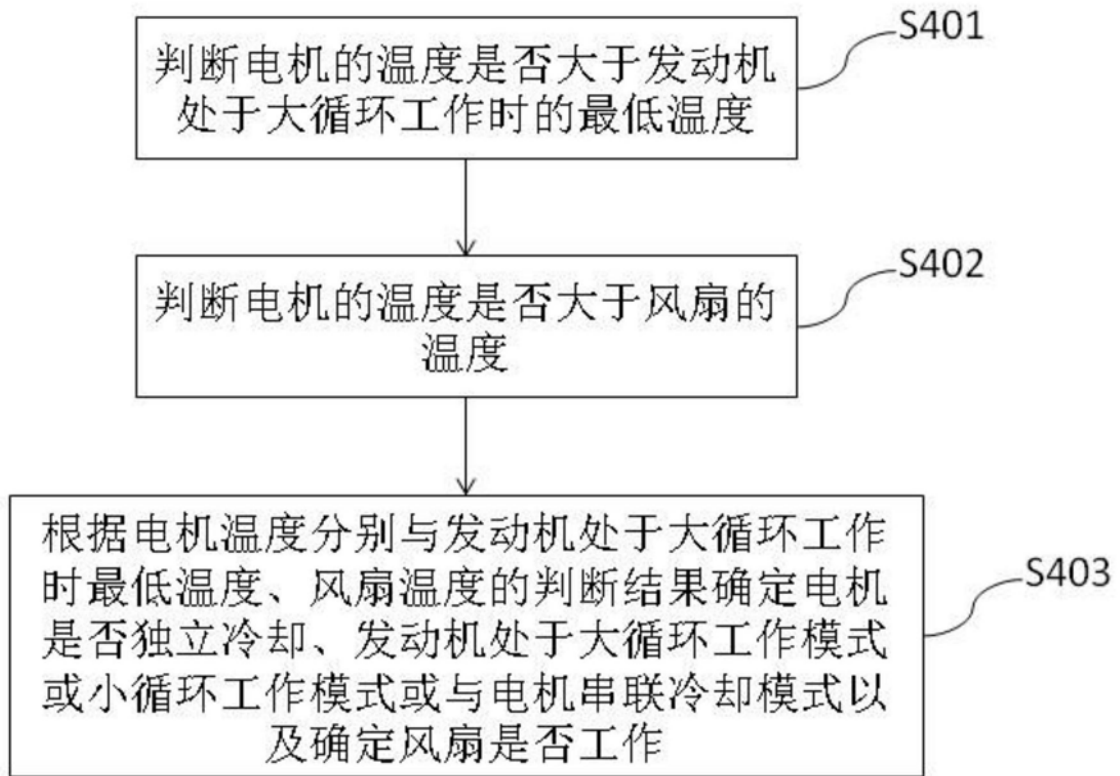 判断电机的温度是否大于发动机
处于大循环工作时的最低温度
S401
判断电机的温度是否大于风扇的
温度
S402
根据电机温度分别与发动机处于大循环工作
时最低温度、风扇温度的判断结果确定电机
是否独立冷却、发动机处于大循环工作模式
或小循环工作模式或与电机串联冷却模式以
及确定风扇是否工作
S403